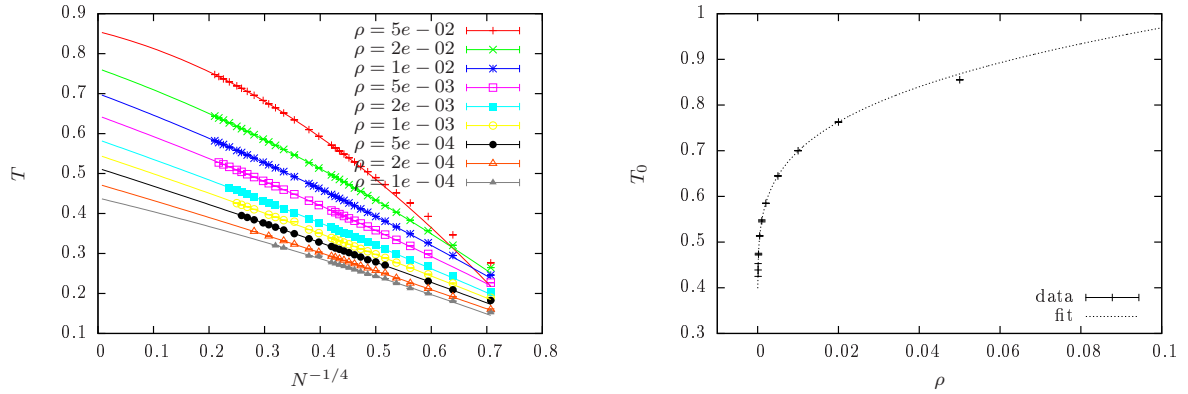 0.9
0.8
0.7
0.6
0.5
0.4
0.3
0.2
0.1
T
0
0.1
0.2
0.3
0.4
0.5
0.6
0.7
0.8
N^{-1/4}
ρ = 5e − 02
ρ = 2e − 02
ρ = 1e − 02
ρ = 5e − 03
ρ = 2e − 03
ρ = 1e − 03
ρ = 5e − 04
ρ = 2e − 04
ρ = 1e − 04
1
0.9
0.8
0.7
0.6
0.5
0.4
0.3
T_0
0
0.02
0.04
0.06
0.08
0.1
ρ
data
fit